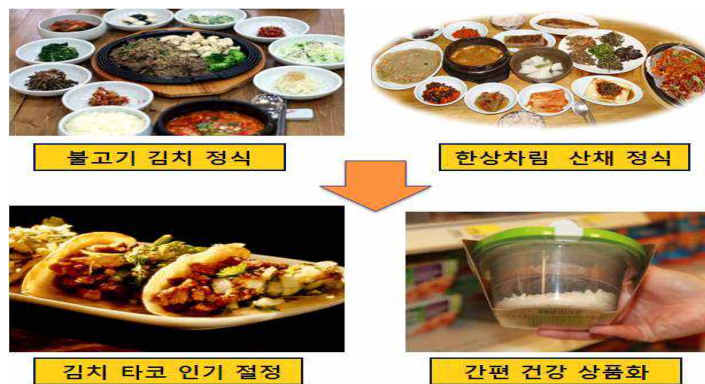 불고기 김치 정식
한상차림 산채 정식
김치 타코 인기 절정
간편 건강 상품화